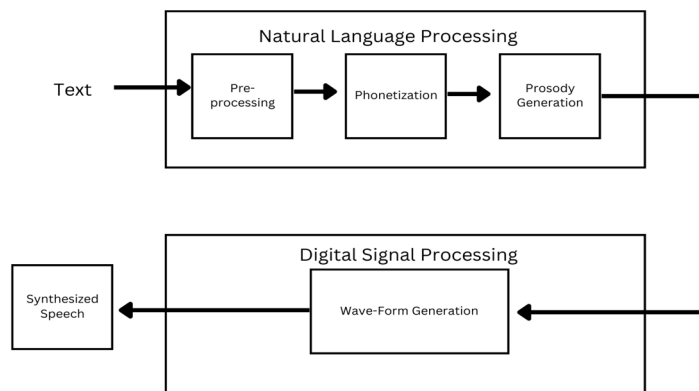 Natural Language Processing
Text
Pre-
processing
Phonetization
Prosody
Generation
Digital Signal Processing
Synthesized
Speech
Wave-Form Generation